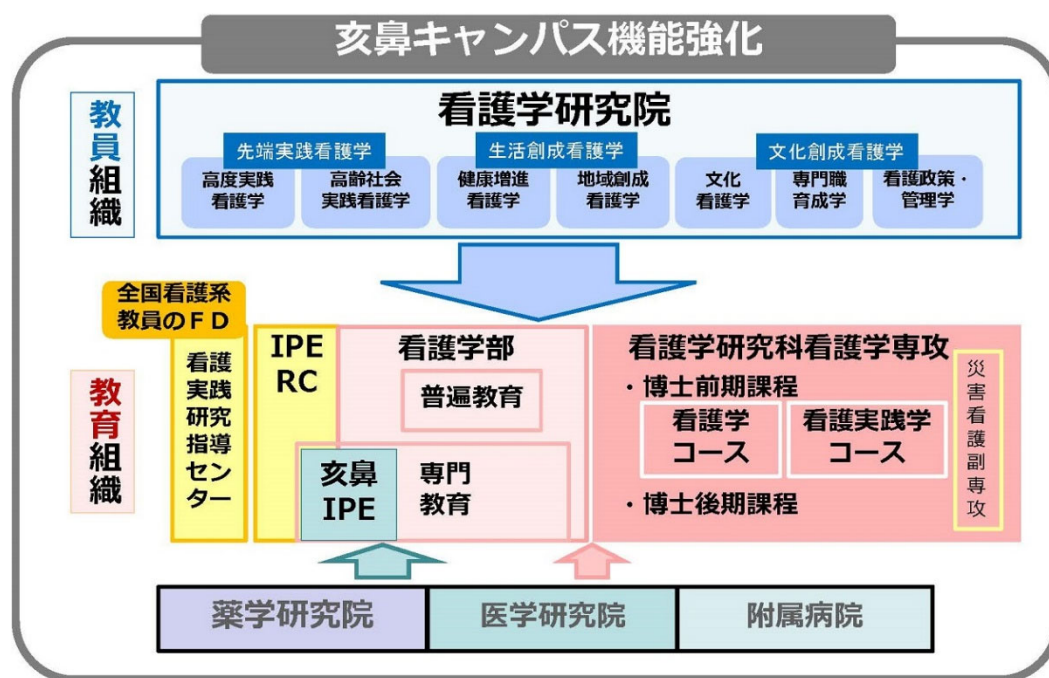 亥鼻キャンパス機能強化
教員組織
看護学研究院
先端実践看護学
生活創成看護学
文化創成看護学
高度実践
看護学
高齢社会
実践看護学
健康増進
看護学
地域創成
看護学
文化
看護学
専門職
育成学
看護政策・
管理学
全国看護系
教員のFD
教育組織
看護実践研究指導センター
IPE
RC
看護学部
普遍教育
亥鼻
IPE
専門
教育
看護学研究科看護学専攻
・博士前期課程
看護学
コース
看護実践学
コース
・博士後期課程
災害看護副専攻
薬学研究院
医学研究院
附属病院